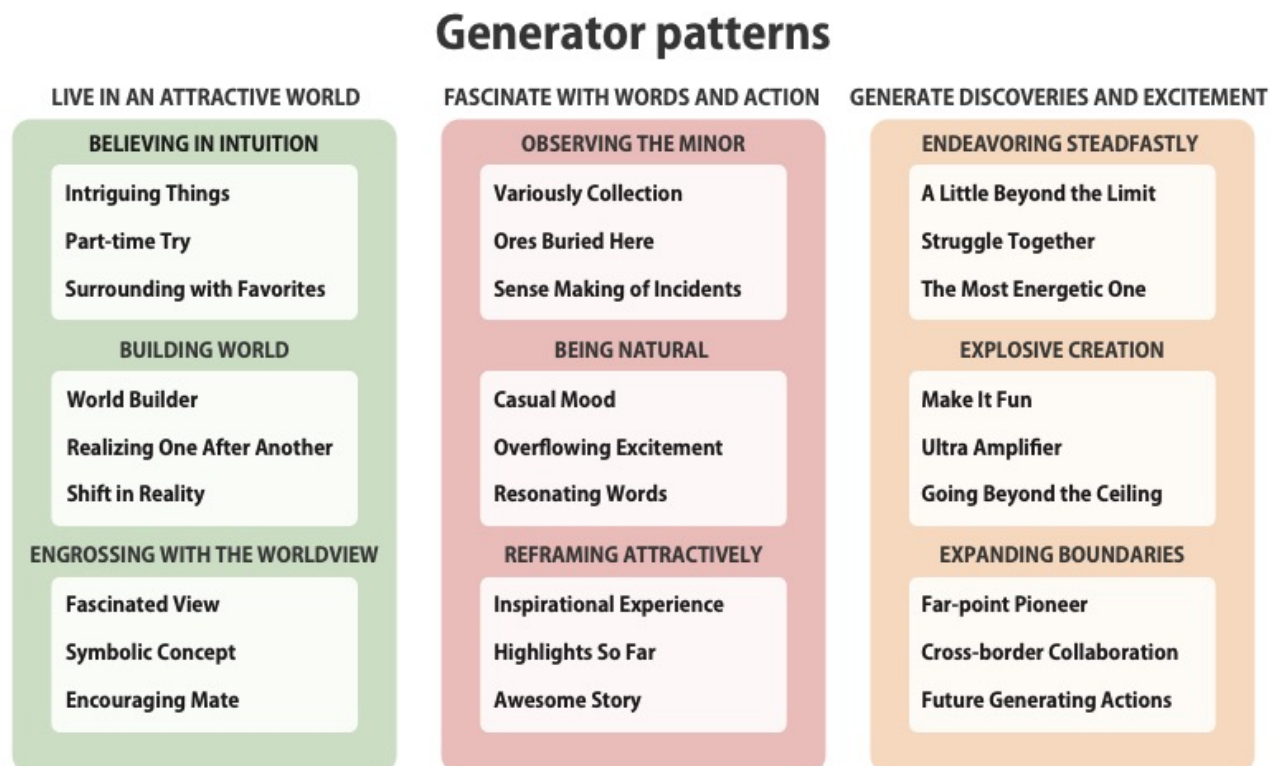 Generator patterns
LIVE IN AN ATTRACTIVE WORLD
BELIEVING IN INTUITION
Intriguing Things
Part-time Try
Surrounding with Favorites
BUILDING WORLD
World Builder
Realizing One After Another
Shift in Reality
ENGROSSING WITH THE WORLDVIEW
Fascinated View
Symbolic Concept
Encouraging Mate
FASCINATE WITH WORDS AND ACTION
OBSERVING THE MINOR
Variously Collection
Ores Buried Here
Sense Making of Incidents
BEING NATURAL
Casual Mood
Overflowing Excitement
Resonating Words
REFRAMING ATTRACTIVELY
Inspirational Experience
Highlights So Far
Awesome Story
GENERATE DISCOVERIES AND EXCITEMENT
ENDEAVORING STEADFASTLY
A Little Beyond the Limit
Struggle Together
The Most Energetic One
EXPLOSIVE CREATION
Make It Fun
Ultra Amplifier
Going Beyond the Ceiling
EXPANDING BOUNDARIES
Far-point Pioneer
Cross-border Collaboration
Future Generating Actions